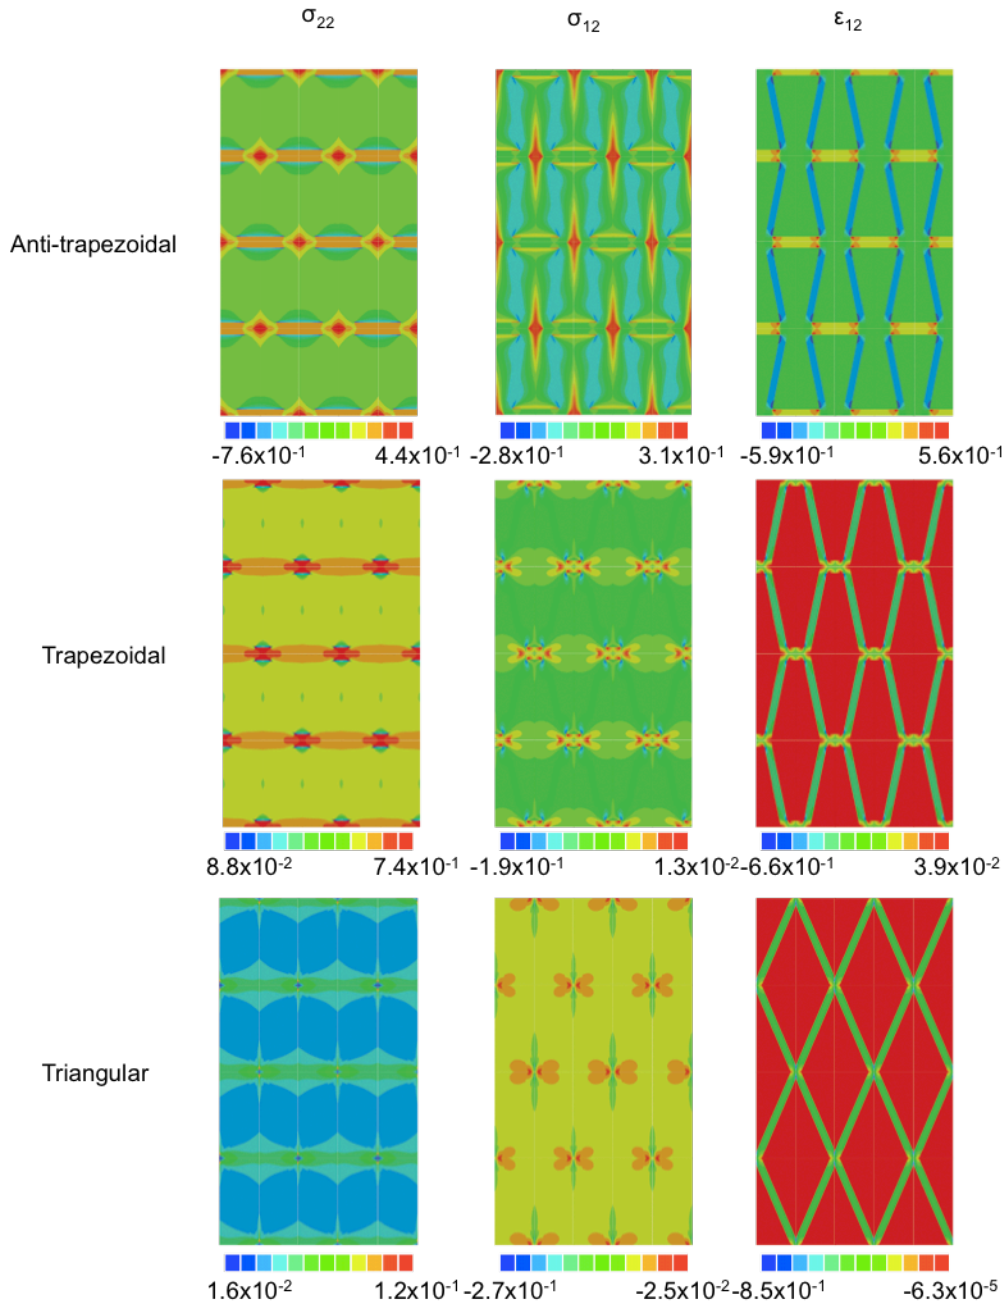 σ22 σ12 ε12
Anti-trapezoidal
-7.6x10-1 4.4x10-1 -2.8x10-1 3.1x10-1 -5.9x10-1 5.6x10-1
Trapezoidal
8.8x10-2 7.4x10-1 -1.9x10-1 1.3x10-2 -6.6x10-1 3.9x10-2
Triangular
1.6x10-2 1.2x10-1 -2.7x10-1 -2.5x10-2 -8.5x10-1 -6.3x10-5